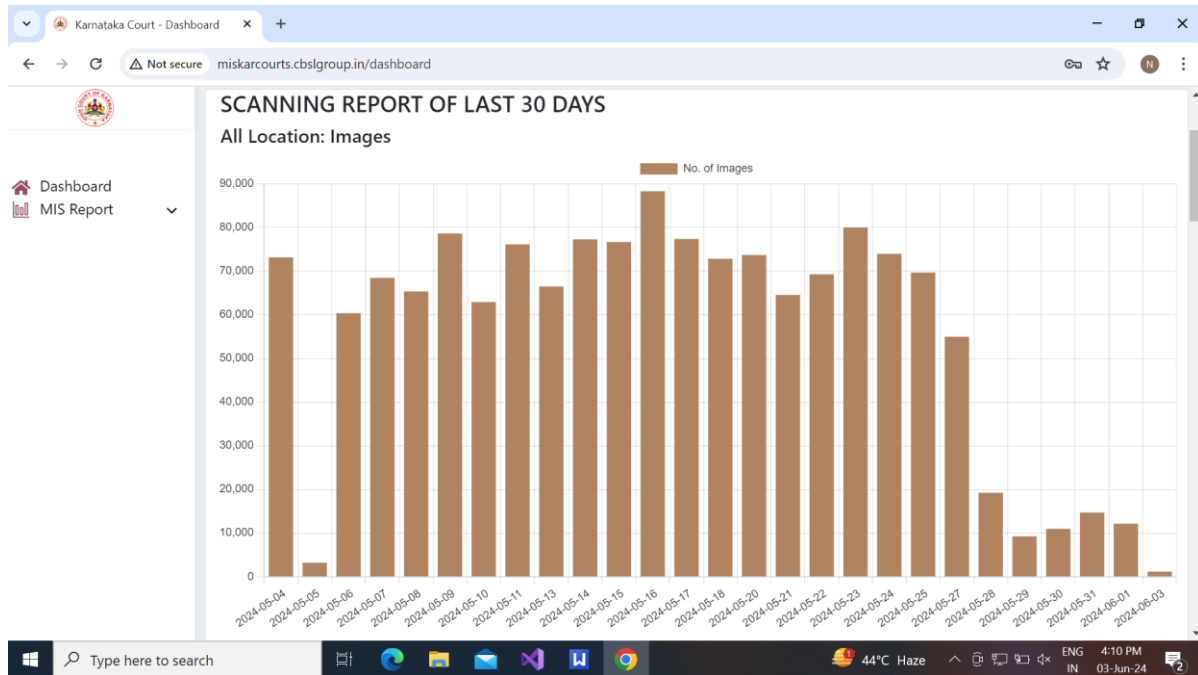 Karnataka Court - Dashboard
Not secure miskarcourts.cbslgroup.in/dashboard N
SCANNING REPORT OF LAST 30 DAYS
All Location: Images
Dashboard
MIS Report
No. of Images
90,000
80,000
70,000
60,000
50,000
40,000
30,000
20,000
10,000
0
2024-05-04 2024-05-05 2024-05-06 2024-05-07 2024-05-08 2024-05-09 2024-05-10 2024-05-11 2024-05-13 2024-05-14 2024-05-15 2024-05-16 2024-05-17 2024-05-18 2024-05-20 2024-05-21 2024-05-22 2024-05-23 2024-05-24 2024-05-25 2024-05-27 2024-05-28 2024-05-29 2024-05-30 2024-05-31 2024-06-01 2024-06-03
Type here to search 1 44°C Haze ENG 4:10 PM
IN 03-Jun-24 2